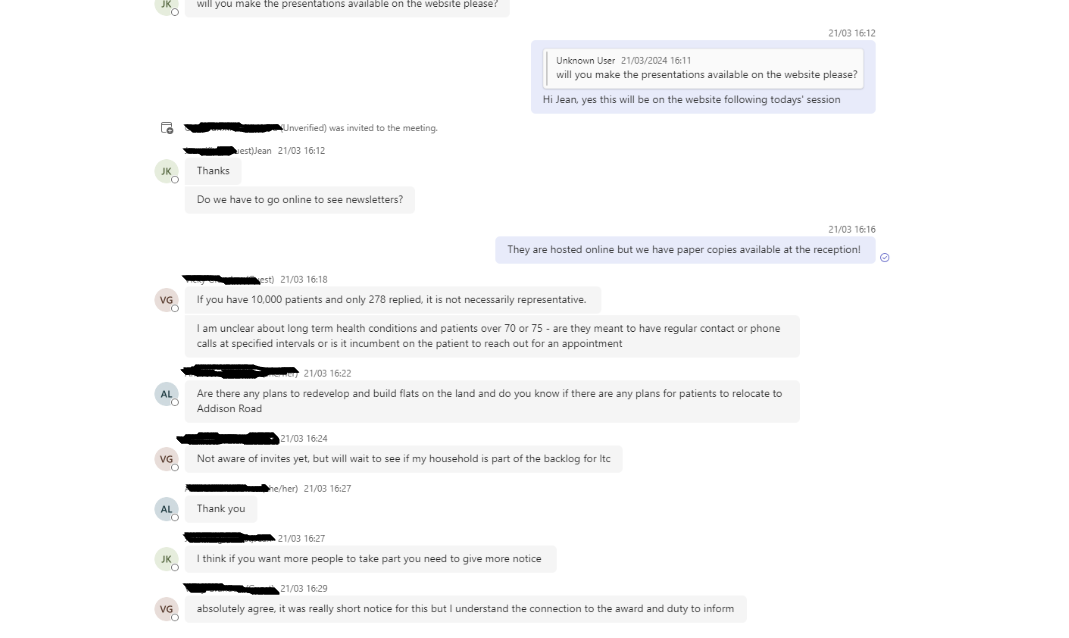 JK
will you make the presentations available on the website please?
21/03 16:12
Unknown User 21/03/2024 16:11
will you make the presentations available on the website please?
Hi Jean, yes this will be on the website following todays' session
(Unverified) was invited to the meeting.
uest)Jean 21/03 16:12
JK
Thanks
Do we have to go online to see newsletters?
21/03 16:16
They are hosted online but we have paper copies available at the reception!
21/03 16:18
VG
If you have 10,000 patients and only 278 replied, it is not necessarily representative.
I am unclear about long term health conditions and patients over 70 or 75 - are they meant to have regular contact or phone
calls at specified intervals or is it incumbent on the patient to reach out for an appointment
21/03 16:22
AL
Are there any plans to redevelop and build flats on the land and do you know if there are any plans for patients to relocate to
Addison Road
21/03 16:24
VG
Not aware of invites yet, but will wait to see if my household is part of the backlog for ltc
he/her) 21/03 16:27
AL
Thank you
21/03 16:27
JK
I think if you want more people to take part you need to give more notice
21/03 16:29
VG
absolutely agree, it was really short notice for this but I understand the connection to the award and duty to inform